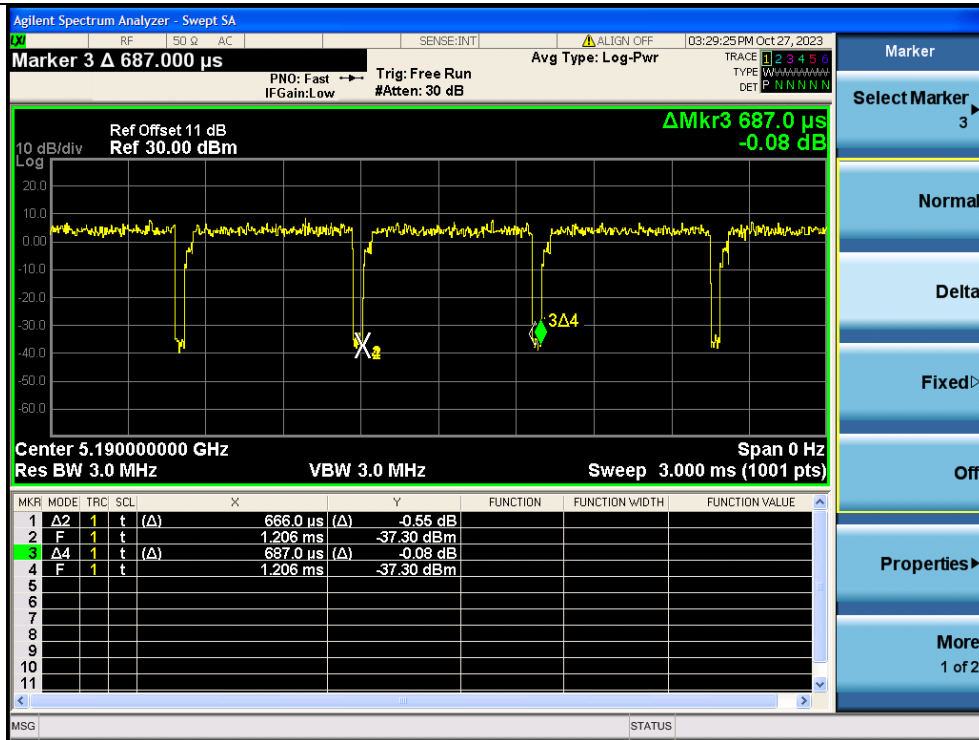 Agilent Spectrum Analyzer - Swept SA
LXI RF 50 Ω AC SENSE:INT ALIGN OFF 03:29:25 PM Oct 27, 2023
Marker 3 Δ 687.000 µs
PNO: Fast
IFGain:Low
Trig: Free Run
#Atten: 30 dB
Avg Type: Log-Pwr
TRACE 1 2 3 4 5 6
TYPE WWWWWW
DET P N N N N N
Ref Offset 11 dB
Ref 30.00 dBm
10 dB/div
Log
ΔMkr3 687.0 µs
-0.08 dB
20.0
10.0
0.00
-10.0
-20.0
-30.0
-40.0
-50.0
-60.0
3Δ4
Center 5.190000000 GHz Span 0 Hz
Res BW 3.0 MHz VBW 3.0 MHz Sweep 3.000 ms (1001 pts)
MKR MODE TRC SCL X Y FUNCTION FUNCTION WIDTH FUNCTION VALUE
1 Δ2 1 t (Δ) 666.0 µs (Δ) -0.55 dB
2 F 1 t 1.206 ms -37.30 dBm
3 Δ4 1 t (Δ) 687.0 µs (Δ) -0.08 dB
4 F 1 t 1.206 ms -37.30 dBm
5
6
7
8
9
10
11
MSG STATUS
Marker
Select Marker
3
Normal
Delta
Fixed
Off
Properties
More
1 of 2